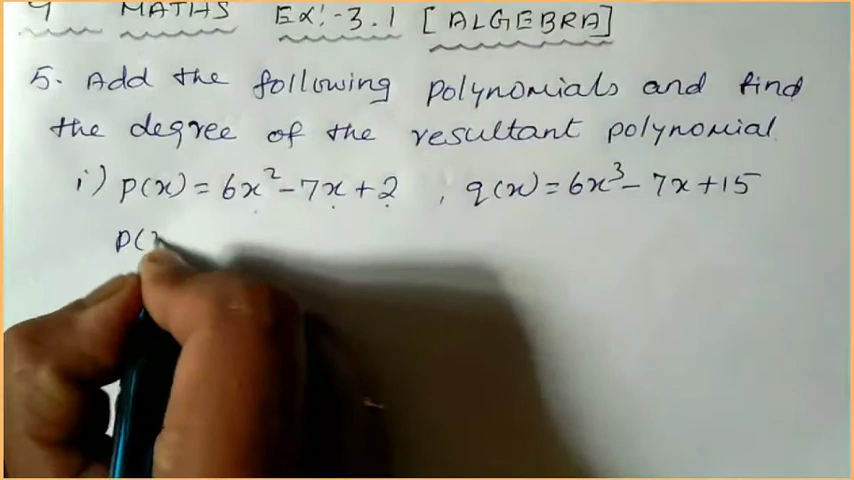 MATHS Ex:-3.1 [ALGEBRA]
5. Add the following polynomials and find
the degree of the resultant polynomial
i) p(x) = 6x² - 7x + 2 ; q(x) = 6x³ - 7x + 15
p(